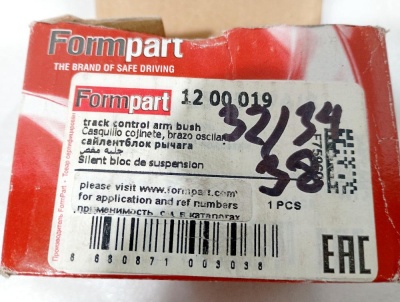 Formpart
THE BRAND OF SAFE DRIVING
Formpart 12 00 019
track control arm bush
Casquillo cojinete, brazo oscilan
сайлентблок рычага
Silent bloc de suspension
32/34
38
please visit www.formpart.com
for application and ref numbers
применимость с.д.
1 PCS
8 680871 003038
EAC